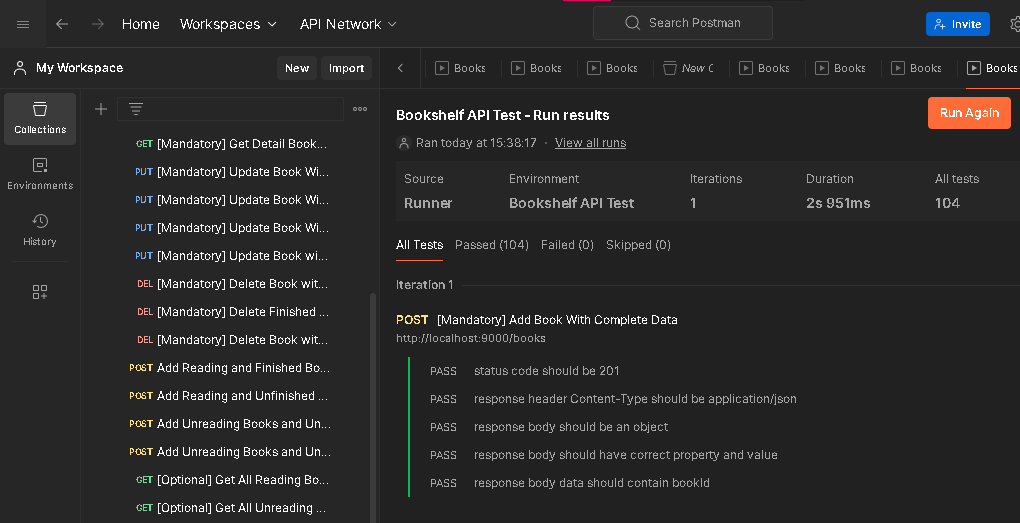 Home Workspaces API Network Search Postman Invite
My Workspace New Import
Books Books Books New C Books Books Books Books
Collections
Environments
History
GET [Mandatory] Get Detail Book...
PUT [Mandatory] Update Book Wi...
PUT [Mandatory] Update Book Wi...
PUT [Mandatory] Update Book Wi...
PUT [Mandatory] Update Book wi...
DEL [Mandatory] Delete Book wit...
DEL [Mandatory] Delete Finished ...
DEL [Mandatory] Delete Book wit...
POST Add Reading and Finished Bo...
POST Add Reading and Unfinished ...
POST Add Unreading Books and Un...
POST Add Unreading Books and Un...
GET [Optional] Get All Reading Bo...
GET [Optional] Get All Unreading ...
Bookshelf API Test - Run results
Run Again
Ran today at 15:38:17 · View all runs
Source Environment Iterations Duration All tests
Runner Bookshelf API Test 1 2s 951ms 104
All Tests Passed (104) Failed (0) Skipped (0)
Iteration 1
POST [Mandatory] Add Book With Complete Data
http://localhost:9000/books
PASS status code should be 201
PASS response header Content-Type should be application/json
PASS response body should be an object
PASS response body should have correct property and value
PASS response body data should contain bookId